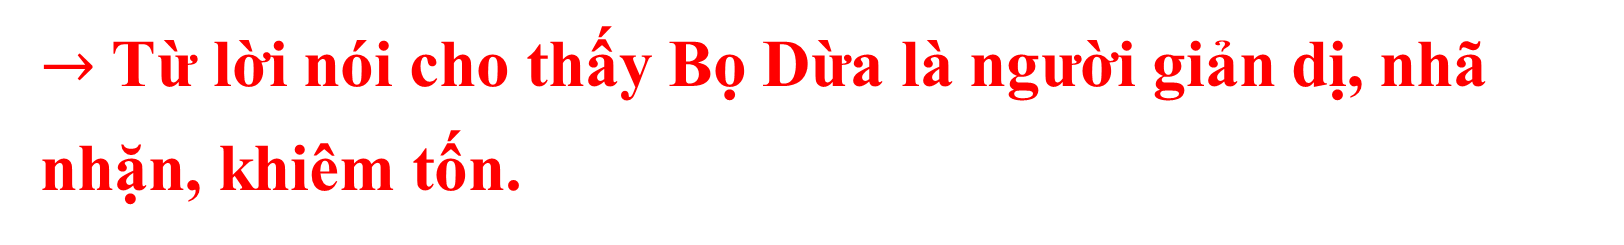 → Từ lời nói cho thấy Bọ Dừa là người giản dị, nhã
nhặn, khiêm tốn.